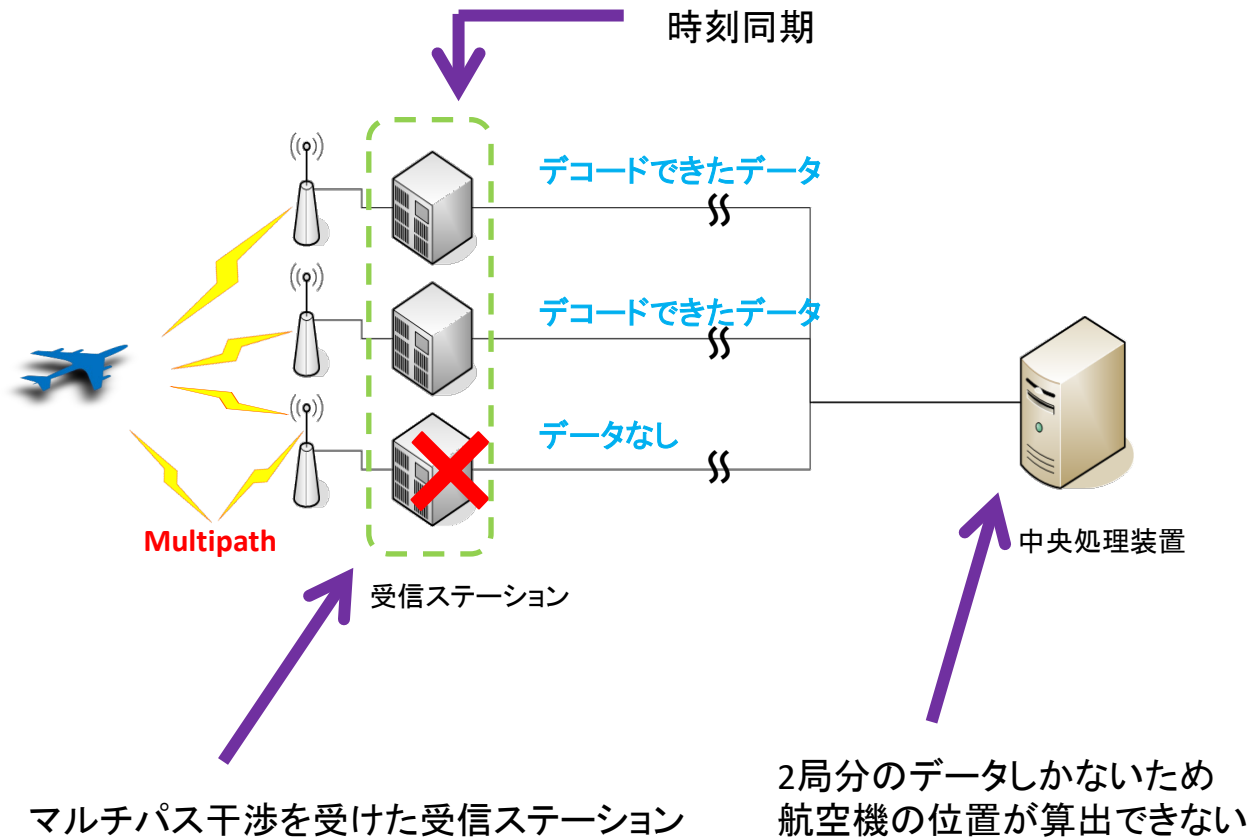 時刻同期
デコードできたデータ
デコードできたデータ
データなし
Multipath
中央処理装置
受信ステーション
マルチパス干渉を受けた受信ステーション
2局分のデータしかないため
航空機の位置が算出できない